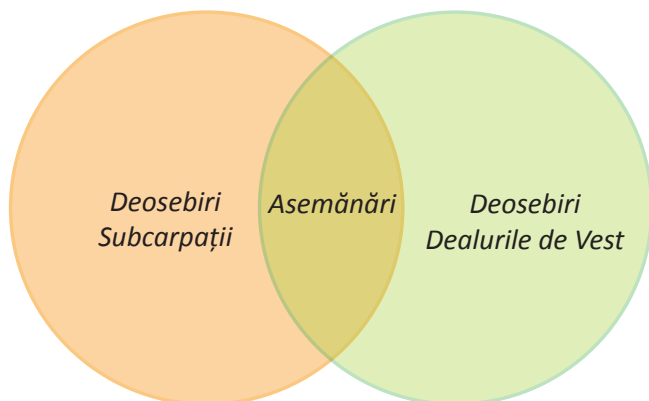 Deosebiri
Subcarpații
Asemănări
Deosebiri
Dealurile de Vest